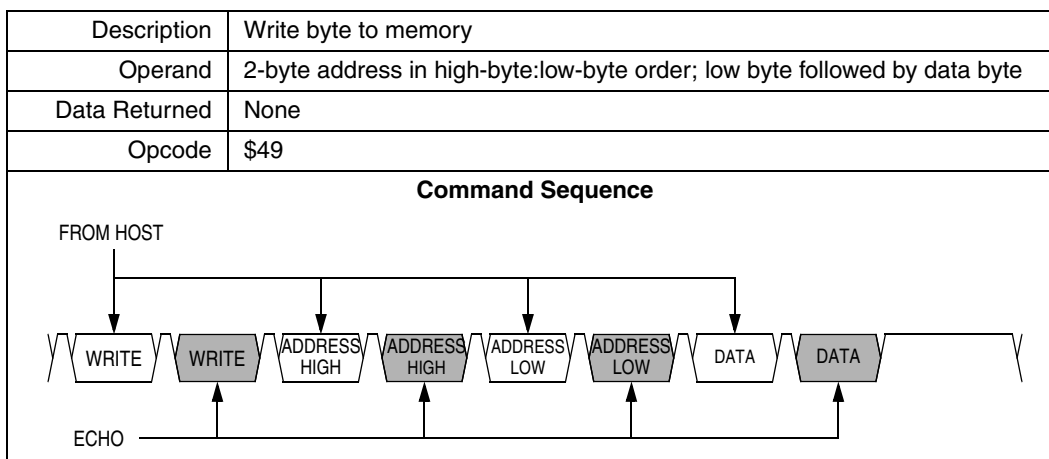 Description Write byte to memory
Operand 2-byte address in high-byte:low-byte order; low byte followed by data byte
Data Returned None
Opcode $49
Command Sequence
FROM HOST
WRITE WRITE ADDRESS HIGH ADDRESS HIGH ADDRESS LOW ADDRESS LOW DATA DATA
ECHO